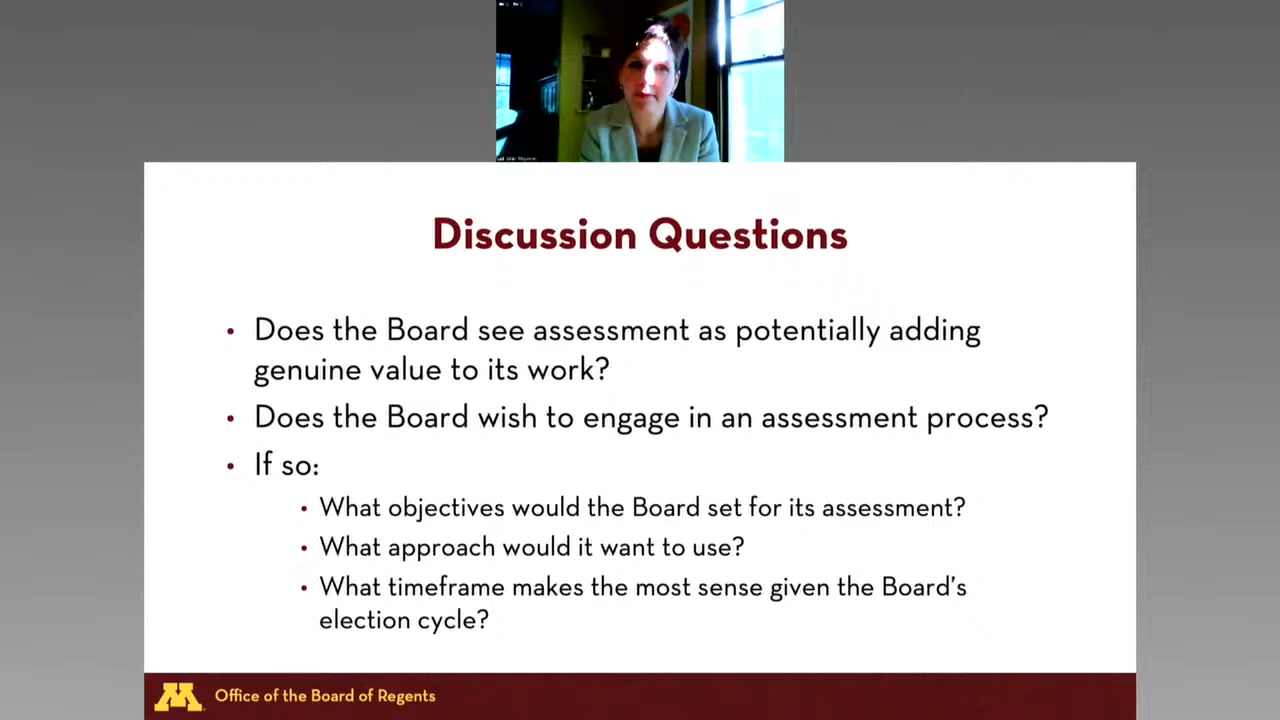 Discussion Questions
• Does the Board see assessment as potentially adding
genuine value to its work?
• Does the Board wish to engage in an assessment process?
• If so:
• What objectives would the Board set for its assessment?
• What approach would it want to use?
• What timeframe makes the most sense given the Board's
election cycle?
M
Office of the Board of Regents